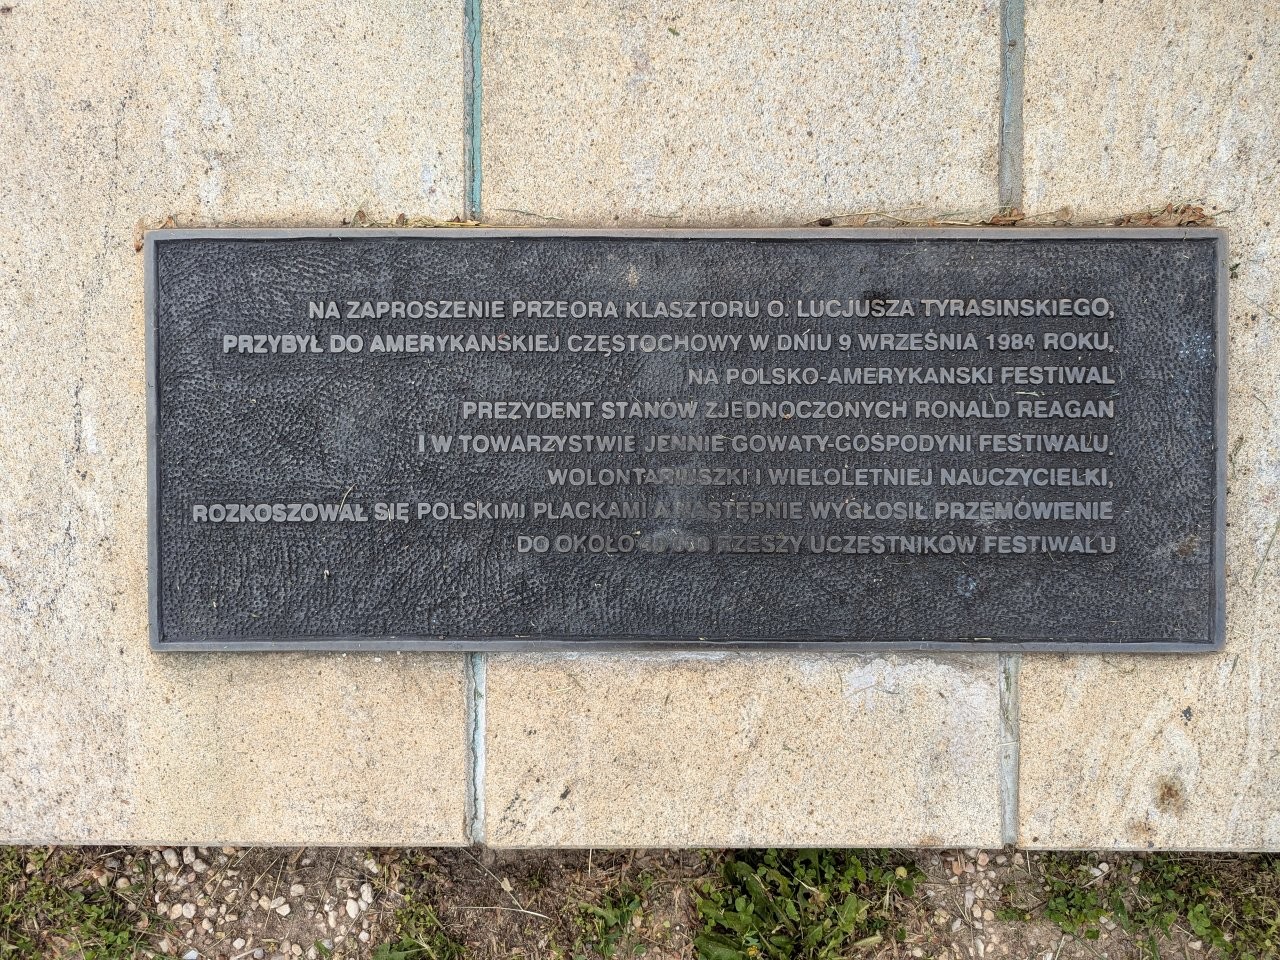 NA ZAPROSZENIE PRZEORA KLASZTORU O. LUCJUSZA TYRASINSKIEGO,
PRZYBYŁ DO AMERYKANSKIEJ CZĘSTOCHOWY W DŃIU 9 WRZEŚNIA 1984 ROKU,
NA POLSKO-AMERYKANSKI FESTIWAL
PREZYDENT STANÓW ZJEDNOCZONYCH RONALD REAGAN
I W TOWARZYSTWIE JENNIE GOWATY-GOSPODYNI FESTIWALU.
WOLONTARIUSZKI I WIELOLETNIEJ NAUCZYCIELKI,
ROZKOSZOWAŁ SIĘ POLSKIMI PLACKAMI A NASTĘPNIE WYGŁOSIŁ PRZEMÓWIENIE
DO OKOŁO RZESZY UCZESTNIKÓW FESTIWALU